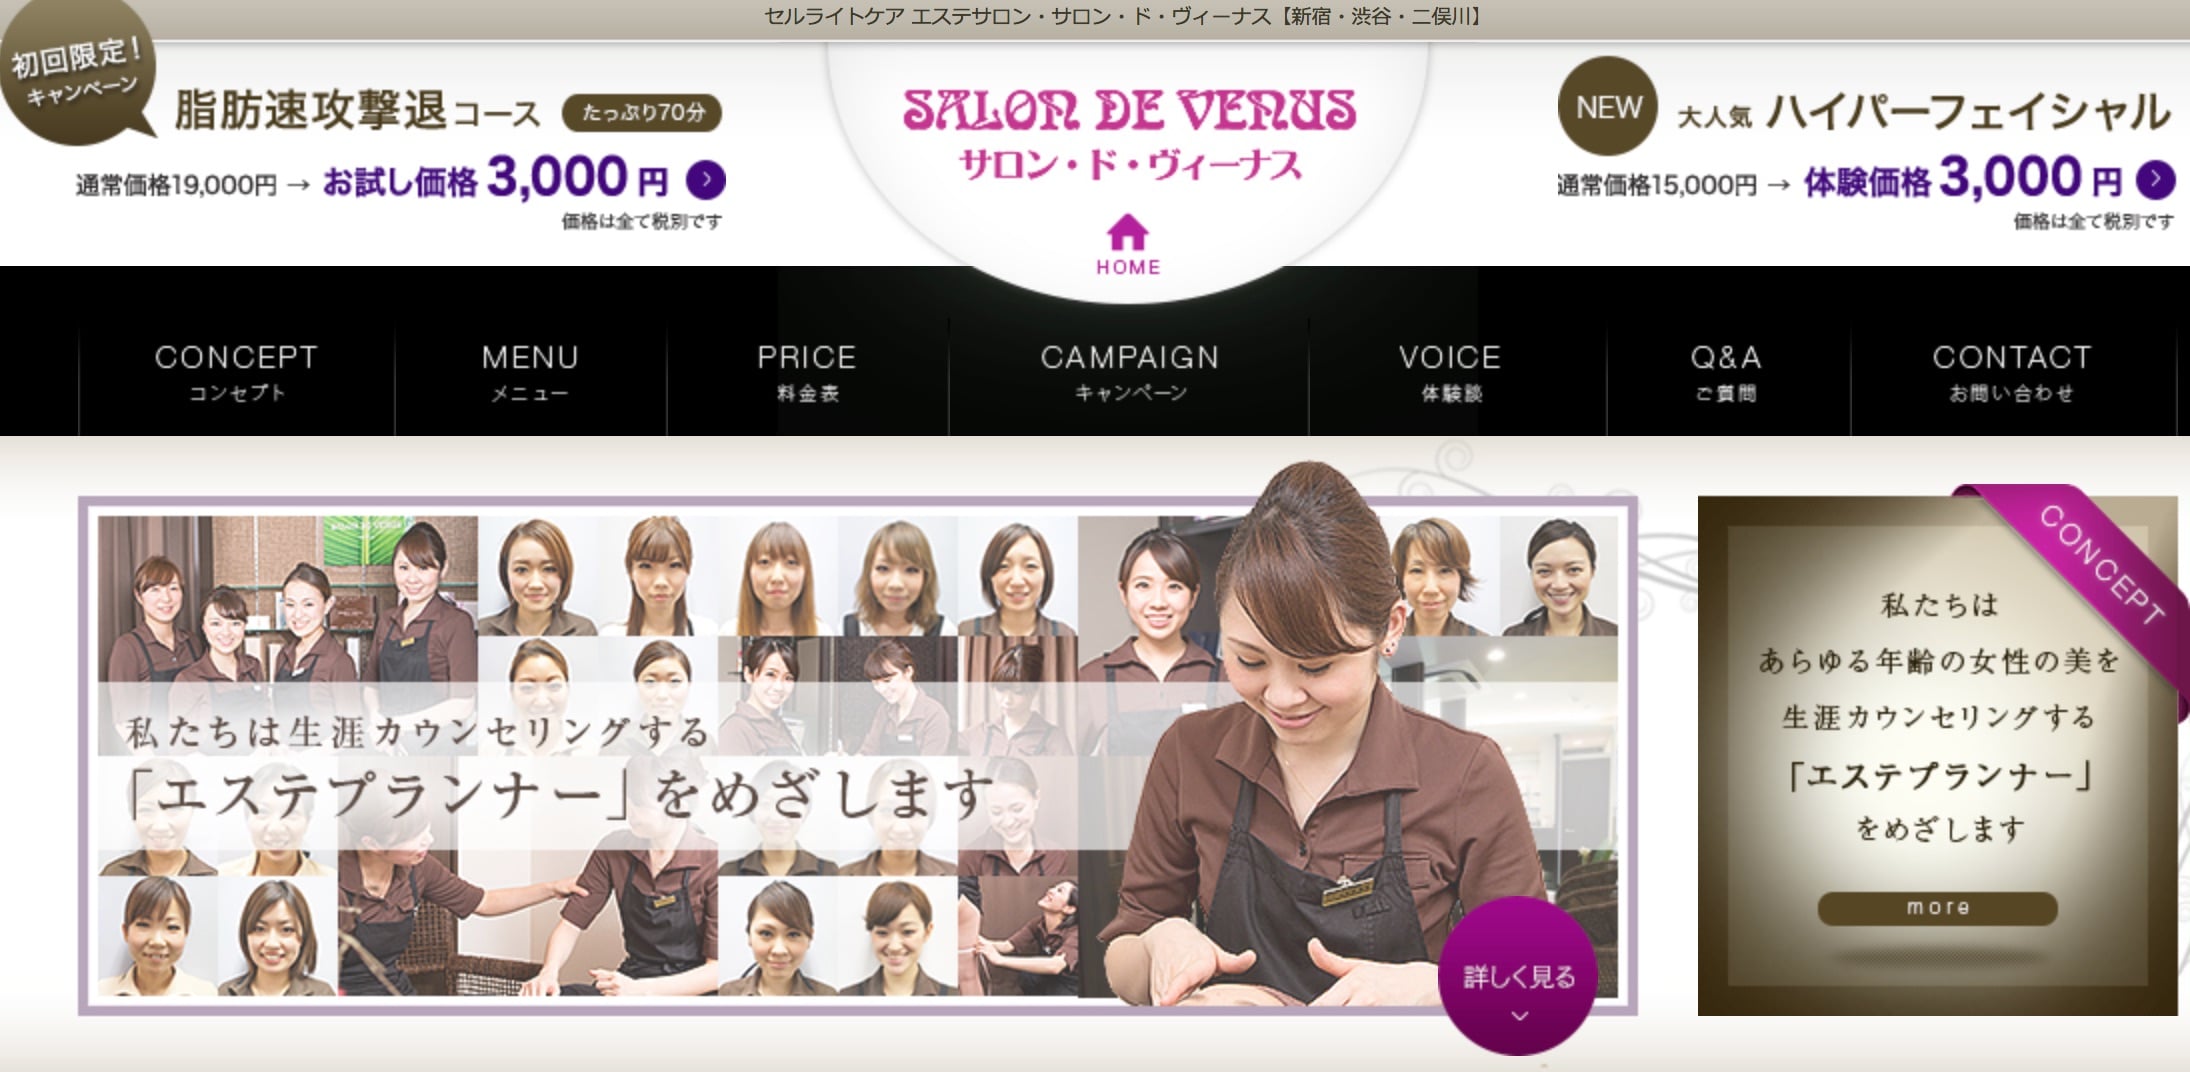 セルライトケア エステサロン・サロン・ド・ヴィーナス【新宿・渋谷・二俣川】
初回限定!
キャンペーン
脂肪速攻撃退コース たっぷり70分
通常価格19,000円 → お試し価格 3,000 円
価格は全て税別です
SALON DE VENUS
サロン・ド・ヴィーナス
HOME
NEW
大人気 ハイパーフェイシャル
通常価格15,000円 → 体験価格 3,000 円
価格は全て税別です
CONCEPT
コンセプト
MENU
メニュー
PRICE
料金表
CAMPAIGN
キャンペーン
VOICE
体験談
Q&A
ご質問
CONTACT
お問い合わせ
私たちは生涯カウンセリングする
「エステプランナー」をめざします
詳しく見る
CONCEPT
私たちは
あらゆる年齢の女性の美を
生涯カウンセリングする
「エステプランナー」
をめざします
more